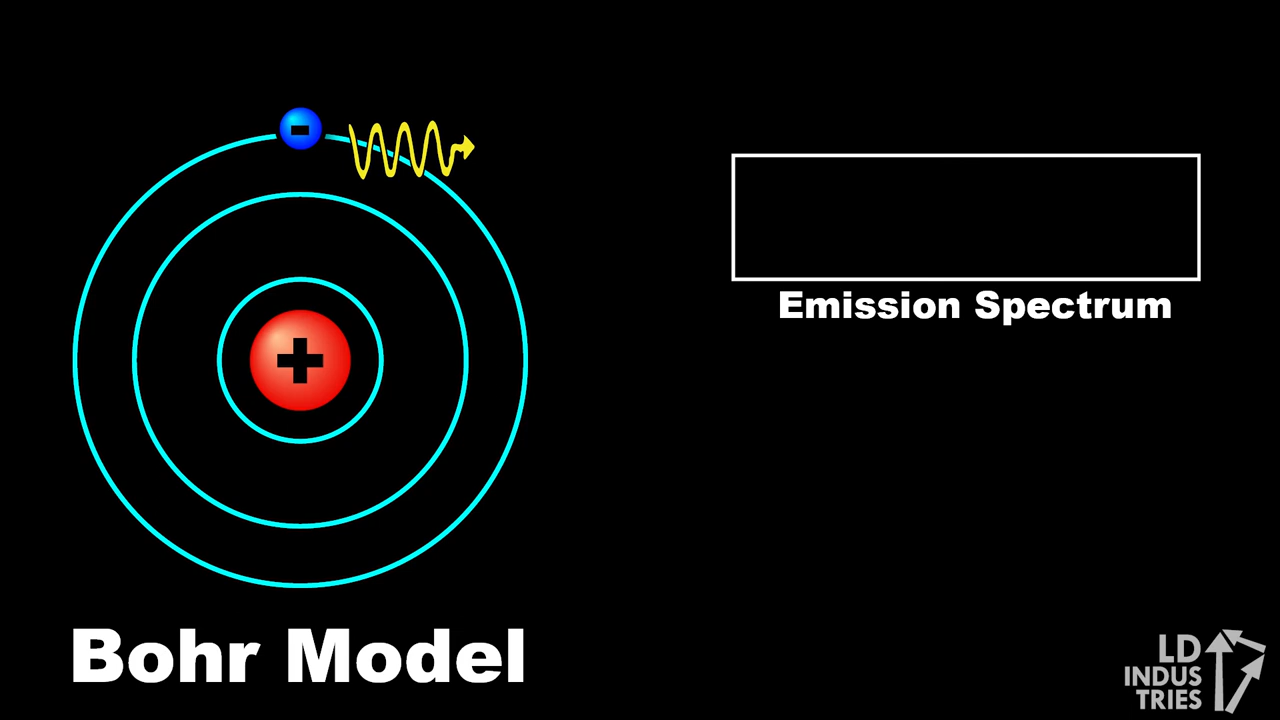 -
+
Emission Spectrum
Bohr Model
LD
INDUS
TRIES